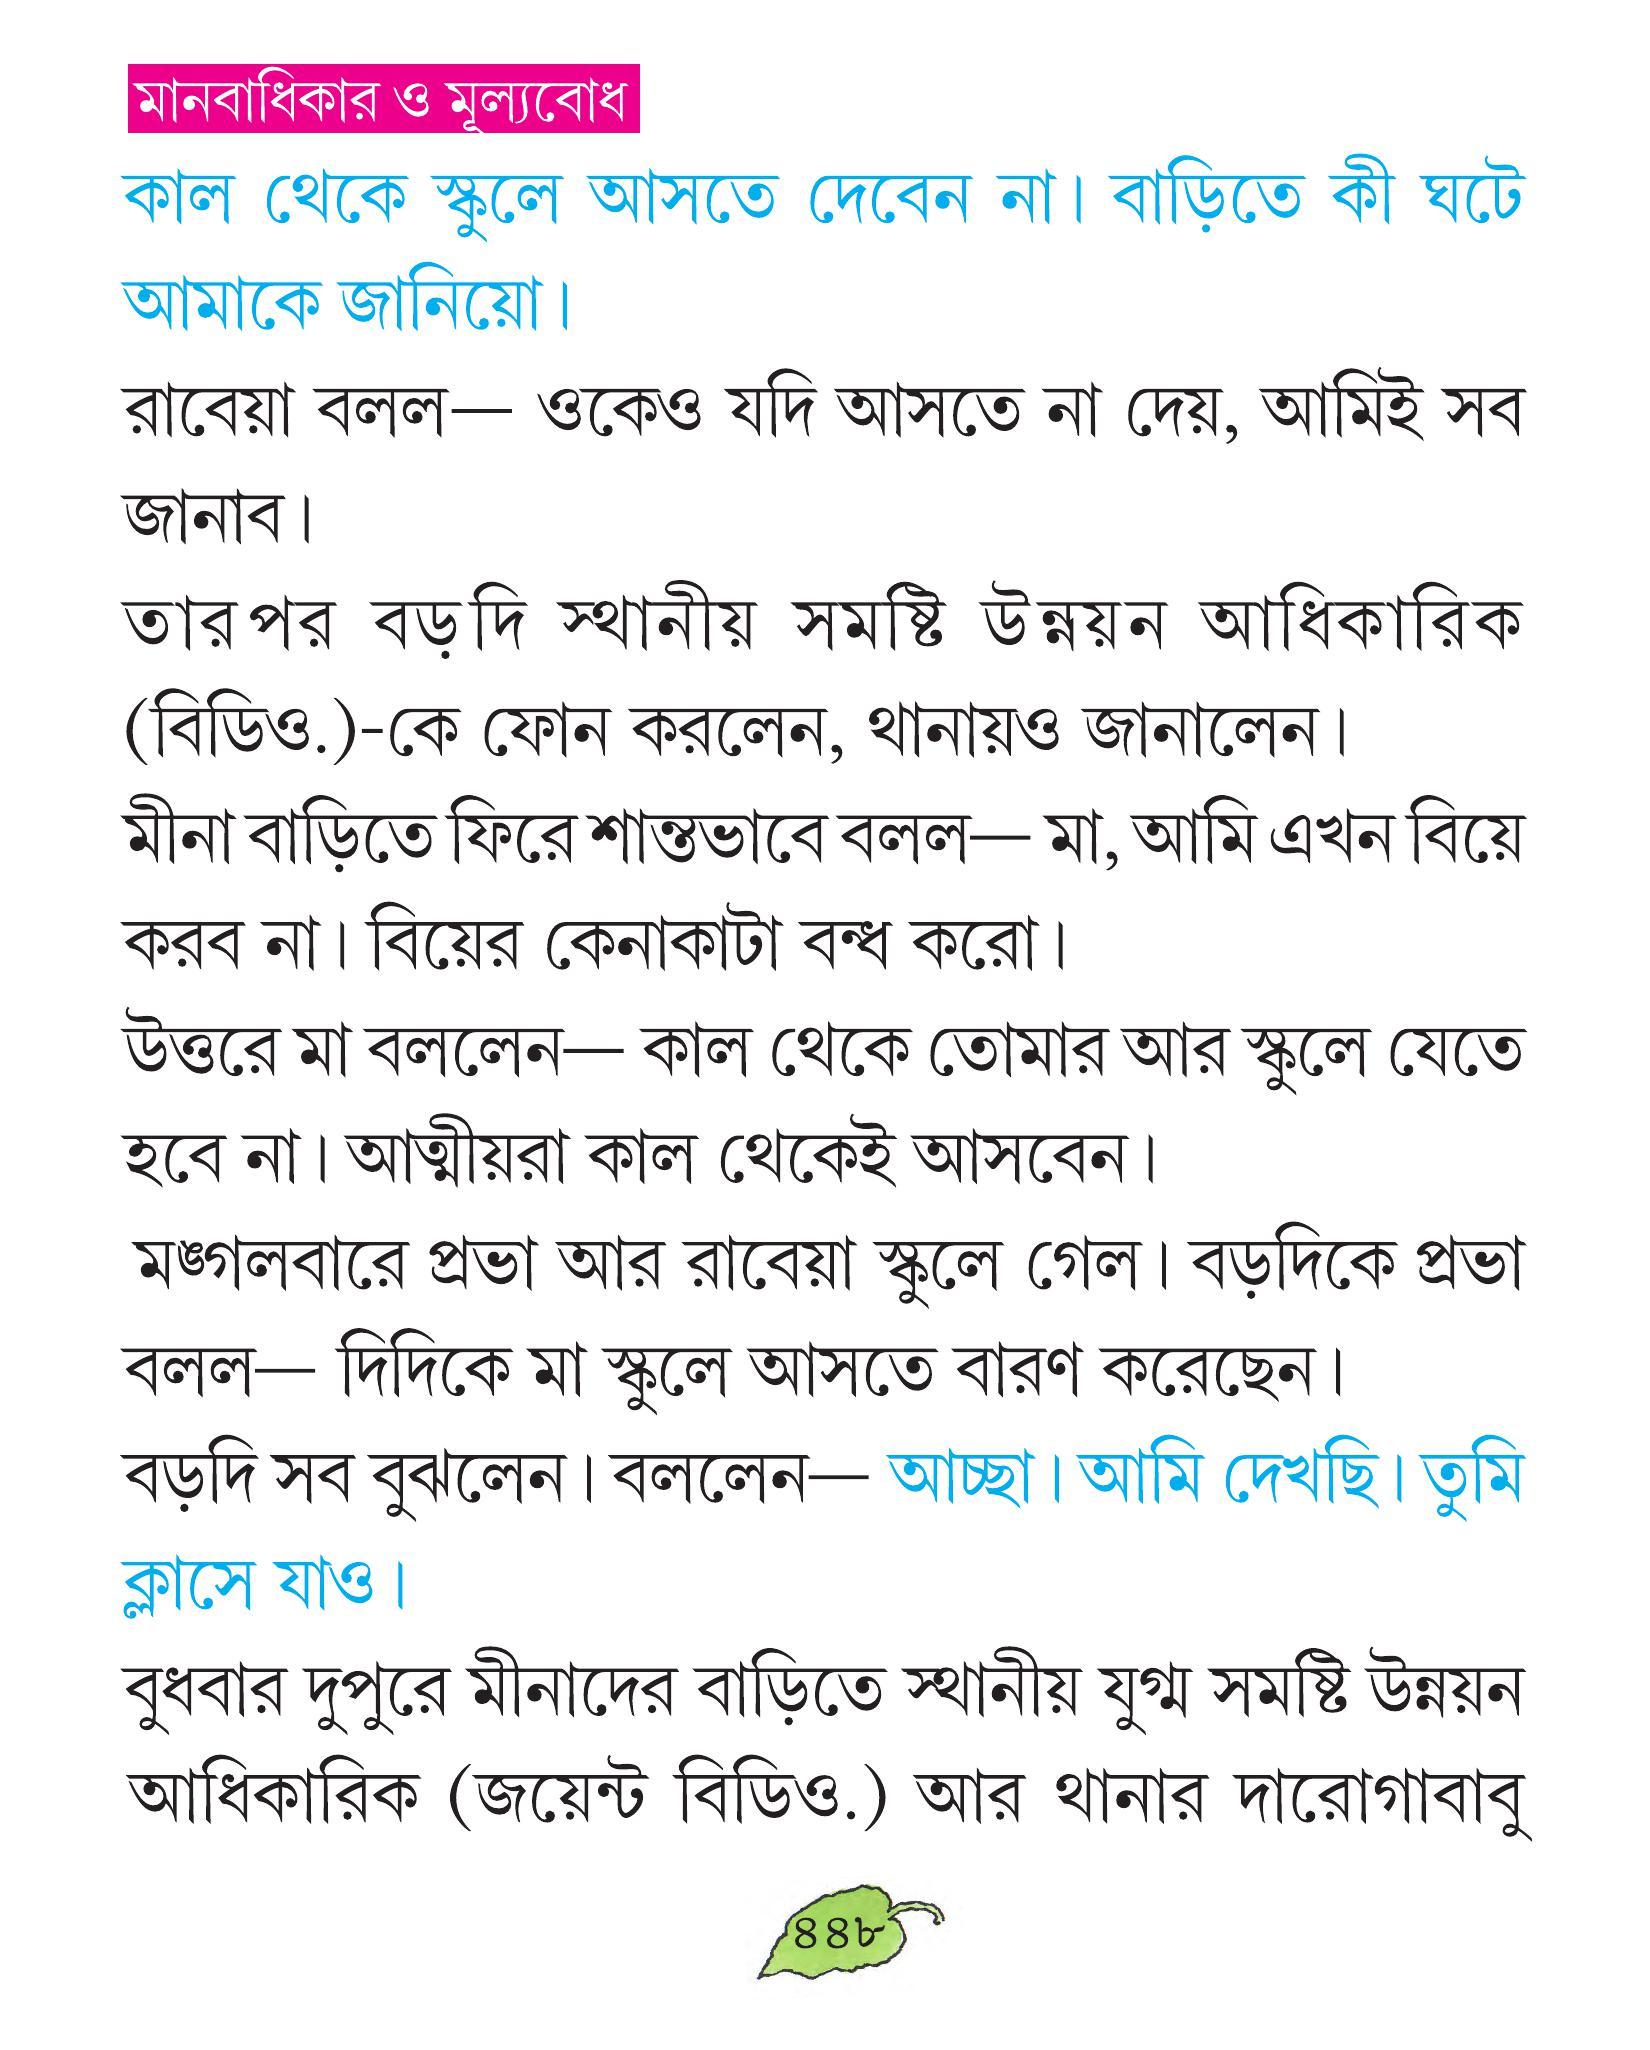 মানবাধিকার ও মূল্যবোধ
কাল থেকে স্কুলে আসতে দেবেন না। বাড়িতে কী ঘটে
আমাকে জানিয়ো।
রাবেয়া বলল— ওকেও যদি আসতে না দেয়, আমিই সব
জানাব।
তারপর বড়দি স্থানীয় সমষ্টি উন্নয়ন আধিকারিক
(বিডিও.)-কে ফোন করলেন, থানায়ও জানালেন।
মীনা বাড়িতে ফিরে শান্তভাবে বলল— মা, আমি এখন বিয়ে
করব না। বিয়ের কেনাকাটা বন্ধ করো।
উত্তরে মা বললেন— কাল থেকে তোমার আর স্কুলে যেতে
হবে না। আত্মীয়রা কাল থেকেই আসবেন।
মঙ্গলবারে প্রভা আর রাবেয়া স্কুলে গেল। বড়দিকে প্রভা
বলল— দিদিকে মা স্কুলে আসতে বারণ করেছেন।
বড়দি সব বুঝলেন। বললেন— আচ্ছা। আমি দেখছি। তুমি
ক্লাসে যাও।
বুধবার দুপুরে মীনাদের বাড়িতে স্থানীয় যুগ্ম সমষ্টি উন্নয়ন
আধিকারিক (জয়েন্ট বিডিও.) আর থানার দারোগাবাবু
৪৪৮